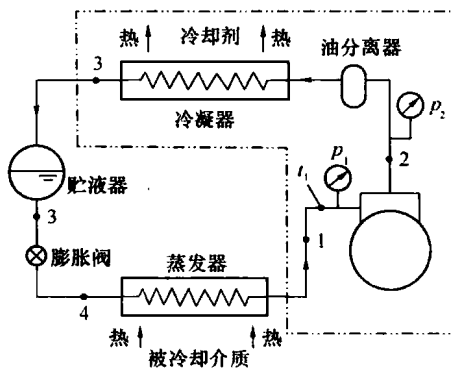 热 冷却剂 热
油分离器
3
冷凝器
p₂
2
p₁
t₁
贮液器
3
1
膨胀阀
蒸发器
4
热 热
被冷却介质